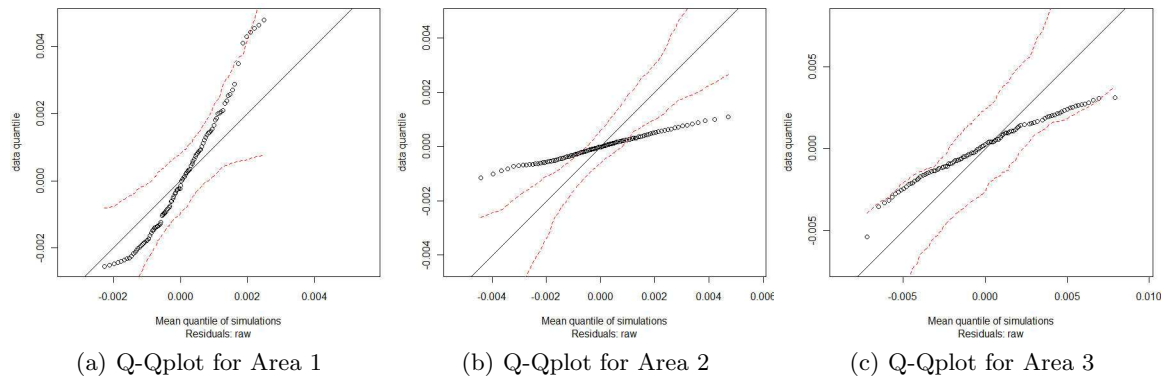 0.004
0.002
0.000
-0.002
data quantile
-0.002
0.000
0.002
0.004
Mean quantile of simulations
Residuals: raw
(a) Q-Qplot for Area 1
0.004
0.002
0.000
-0.002
-0.004
data quantile
-0.004
-0.002
0.000
0.002
0.004
0.006
Mean quantile of simulations
Residuals: raw
(b) Q-Qplot for Area 2
0.005
0.000
-0.005
data quantile
-0.005
0.000
0.005
0.010
Mean quantile of simulations
Residuals: raw
(c) Q-Qplot for Area 3